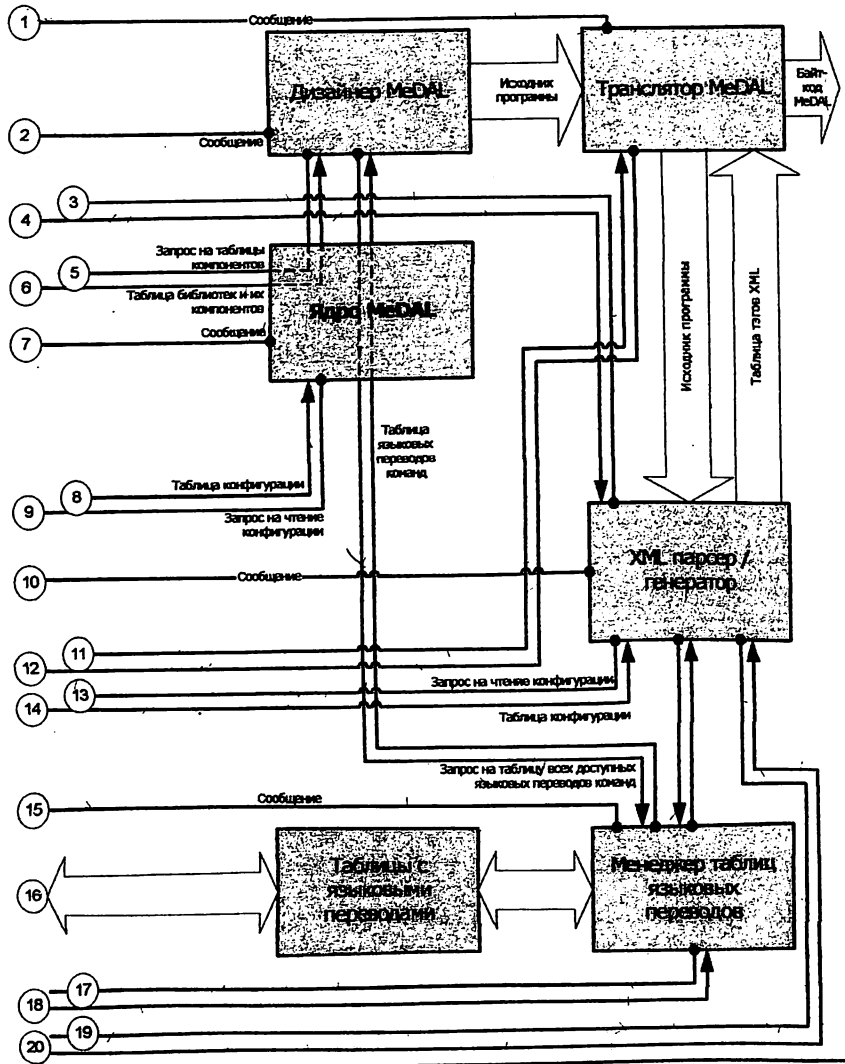 1
Сообщение
Дизайнер MeDAL
Исходник
программы
Транслятор MeDAL
Байт-
код
MeDAL
2
Сообщение
3
4
Запрос на таблицы
компонентов
5
6
Таблица библиотек и их
компонентов
Ядро MeDAL
Сообщение
7
Исходник программы
Таблица тэгов XML
Таблица
языковых
переводов
команд
8
Таблица конфигурации
9
Запрос на чтение
конфигурации
XML парсер /
генератор
10
Сообщение
11
12
13
Запрос на чтение конфигурации
14
Таблица конфигурации
Запрос на таблицу всех доступных
языковых переводов команд
15
Сообщение
Таблицы с
языковыми
переводами
Менеджер таблиц
языковых
переводов
16
17
18
19
20